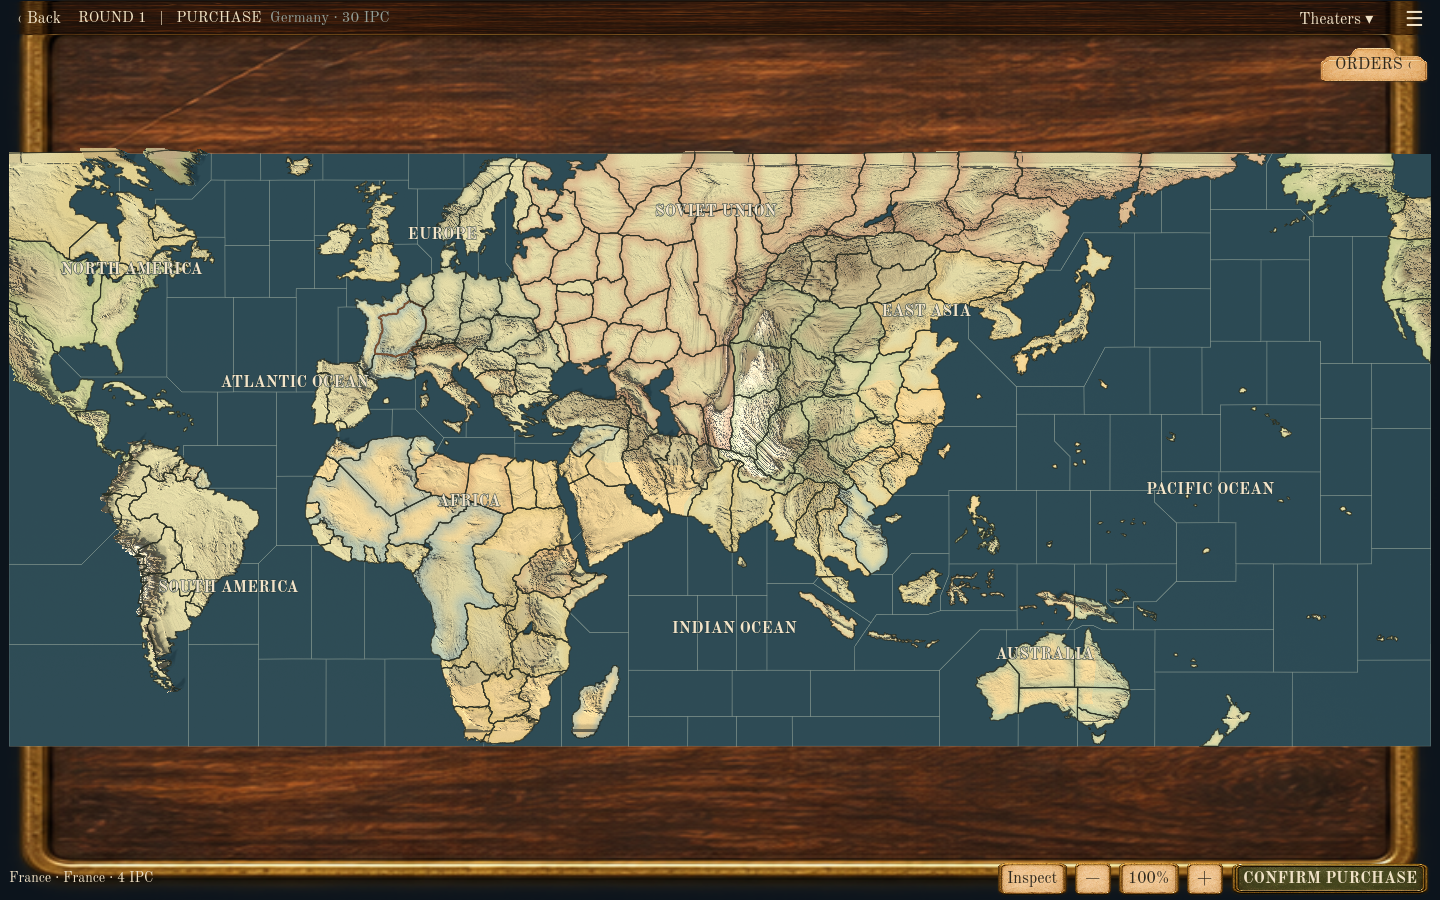 ‹ Back ROUND 1 | PURCHASE Germany · 30 IPC Theaters ▾ ☰
ORDERS ‹
SOVIET UNION
EUROPE
NORTH AMERICA
EAST ASIA
ATLANTIC OCEAN
AFRICA
PACIFIC OCEAN
SOUTH AMERICA
INDIAN OCEAN
AUSTRALIA
France · France · 4 IPC Inspect − 100% + CONFIRM PURCHASE